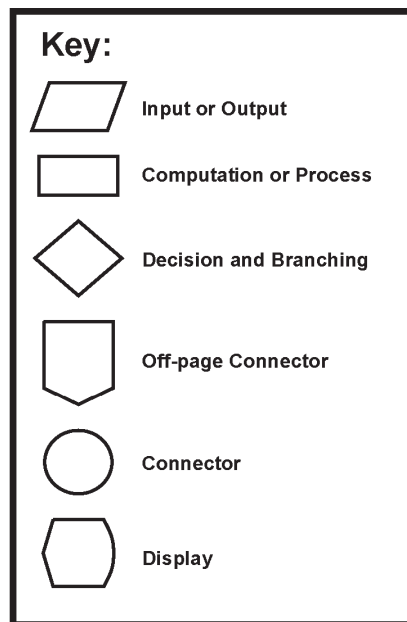 Key:
Input or Output
Computation or Process
Decision and Branching
Off-page Connector
Connector
Display